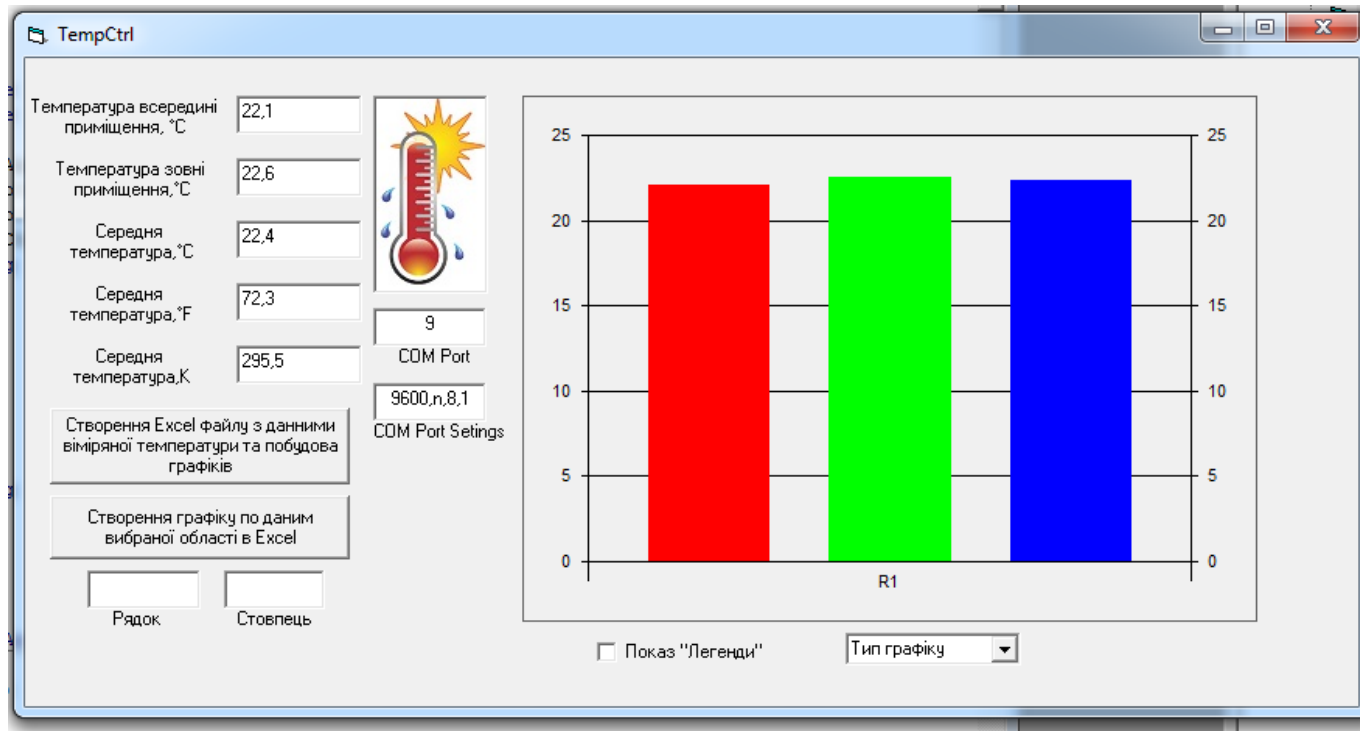 TempCtrl
Температура всередині
приміщення, °C
22,1
Температура зовні
приміщення,°C
22,6
Середня
температура,°C
22,4
Середня
температура,°F
72,3
Середня
температура,K
295,5
9
COM Port
9600,n,8,1
COM Port Setings
Створення Excel файлу з данними
віміряної температури та побудова
графіків
Створення графіку по даним
вибраної області в Excel
Рядок
Стовпець
25
20
15
10
5
0
25
20
15
10
5
0
R1
Показ "Легенди"
Тип графіку